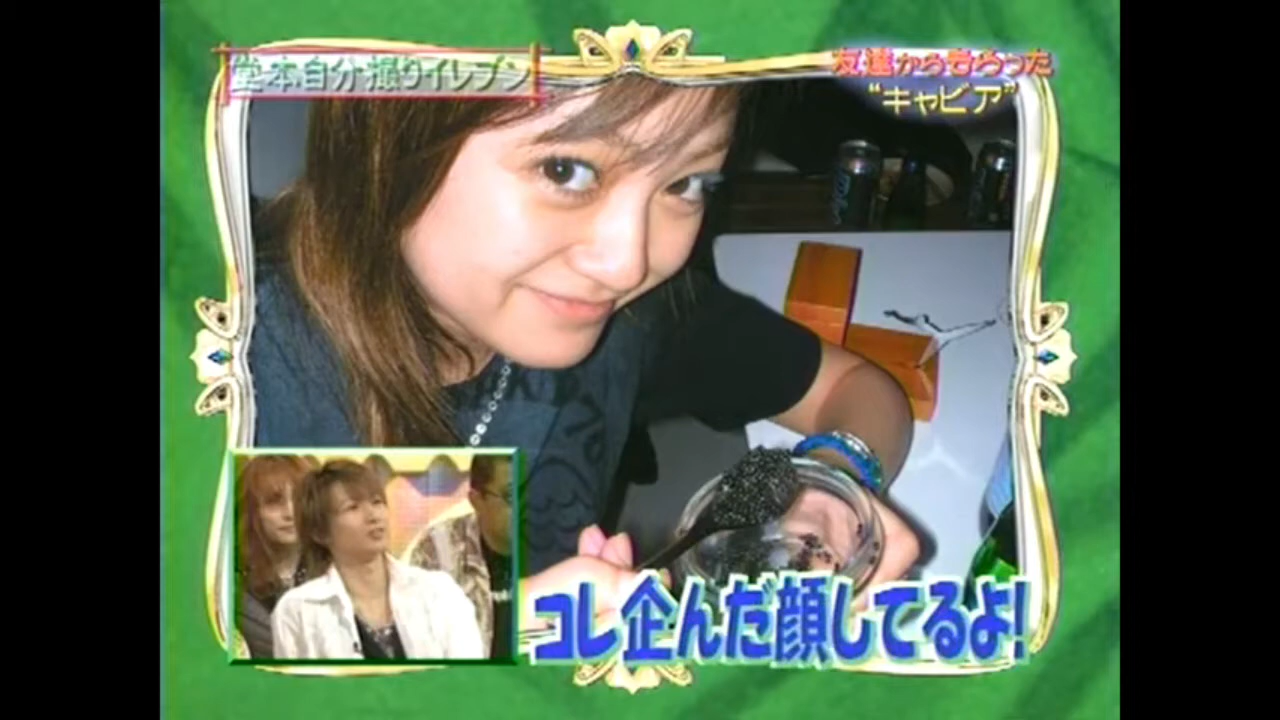 堂本自分撮りイレブン
友達からもらった
“キャビア”
コレ企んだ顔してるよ!